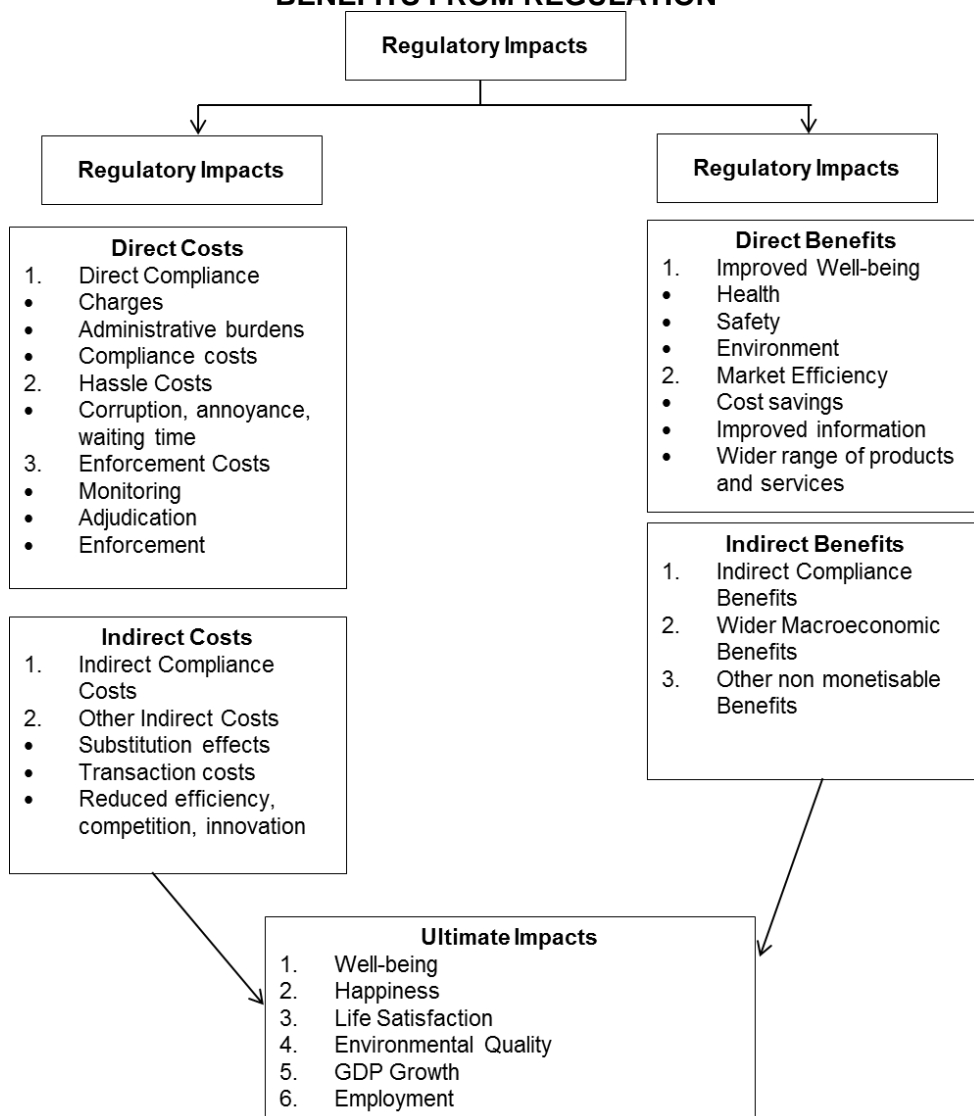 BENEFITS FROM REGULATION
Regulatory Impacts
Regulatory Impacts
Regulatory Impacts
Direct Costs
1. Direct Compliance
• Charges
• Administrative burdens
• Compliance costs
2. Hassle Costs
• Corruption, annoyance,
waiting time
3. Enforcement Costs
• Monitoring
• Adjudication
• Enforcement
Indirect Costs
1. Indirect Compliance
Costs
2. Other Indirect Costs
• Substitution effects
• Transaction costs
• Reduced efficiency,
competition, innovation
Direct Benefits
1. Improved Well-being
• Health
• Safety
• Environment
2. Market Efficiency
• Cost savings
• Improved information
• Wider range of products
and services
Indirect Benefits
1. Indirect Compliance
Benefits
2. Wider Macroeconomic
Benefits
3. Other non monetisable
Benefits
Ultimate Impacts
1. Well-being
2. Happiness
3. Life Satisfaction
4. Environmental Quality
5. GDP Growth
6. Employment